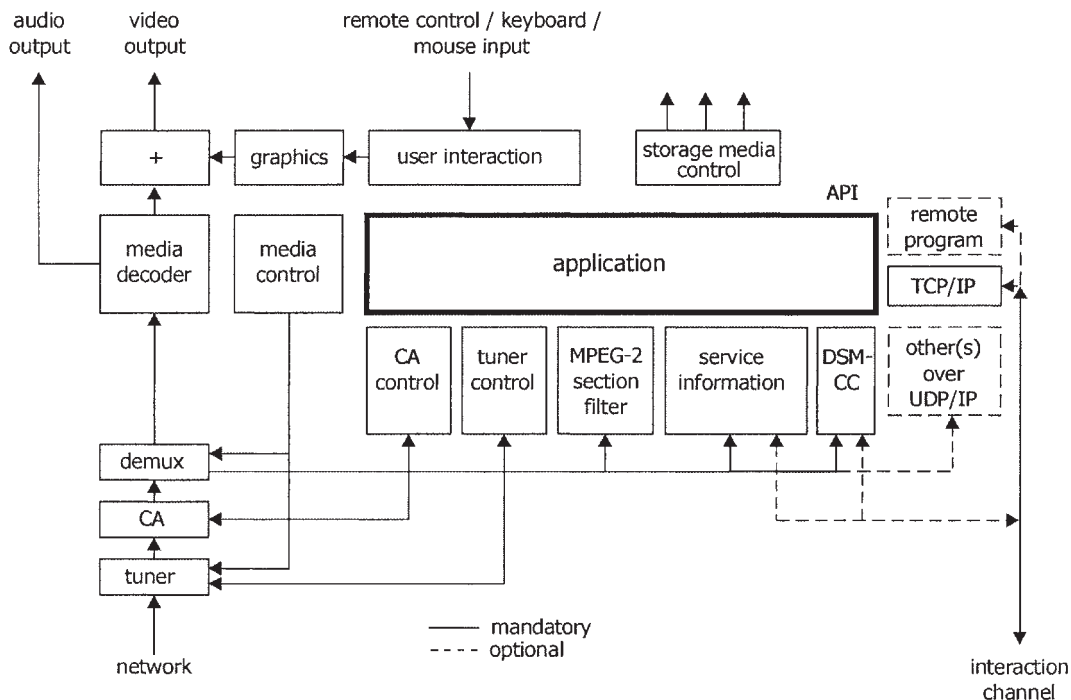 audio
output
video
output
remote control / keyboard /
mouse input
+
graphics
user interaction
storage media
control
API
media
decoder
media
control
application
remote
program
TCP/IP
CA
control
tuner
control
MPEG-2
section
filter
service
information
DSM-
CC
other(s)
over
UDP/IP
demux
CA
tuner
mandatory
optional
network
interaction
channel